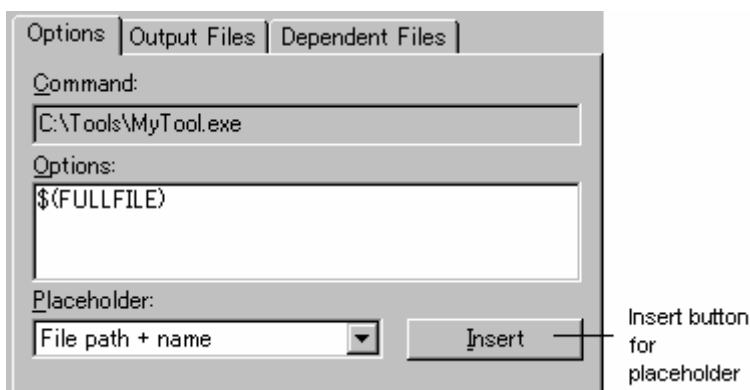 Options Output Files Dependent Files
Command:
C:\Tools\MyTool.exe
Options:
$(FULLFILE)
Placeholder:
File path + name Insert
Insert button
for
placeholder